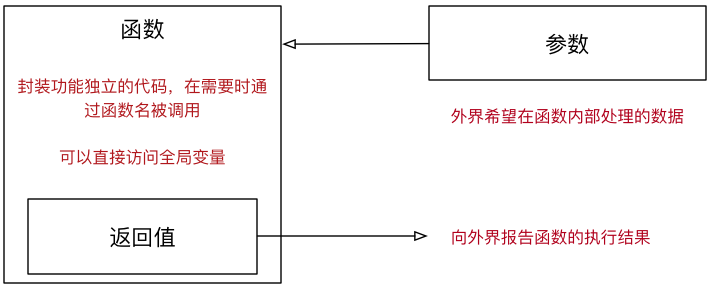 函数
参数
封装功能独立的代码，在需要时通
过函数名被调用
外界希望在函数内部处理的数据
可以直接访问全局变量
返回值
向外界报告函数的执行结果